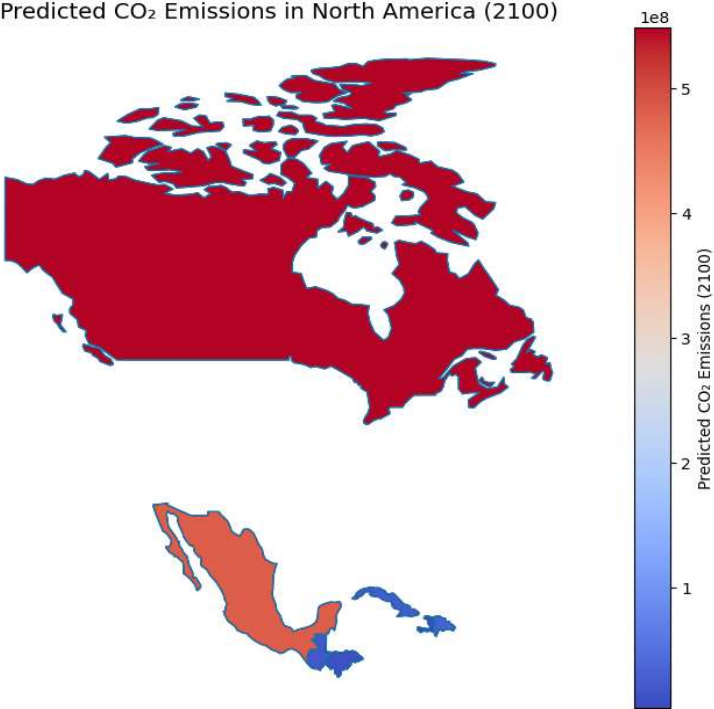 Predicted CO₂ Emissions in North America (2100)
1e8
5
4
3
2
1
Predicted CO₂ Emissions (2100)